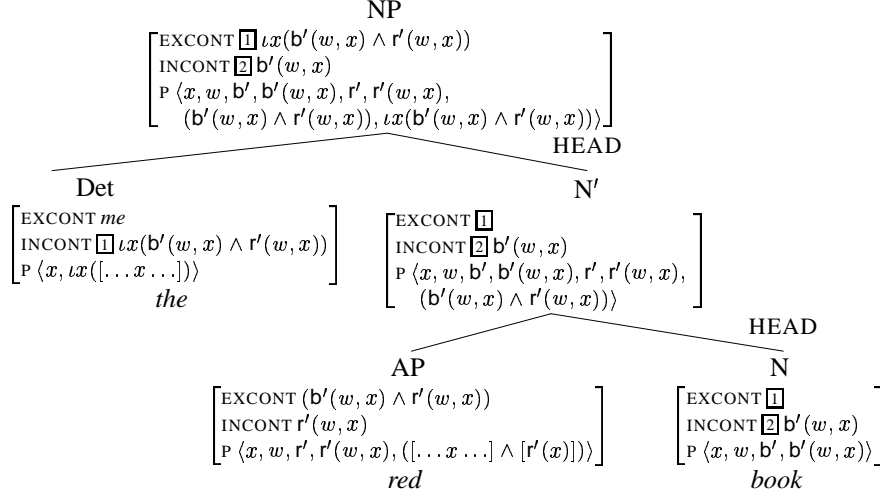 NP
EXCONT 1 ιx(b′(w, x) ∧ r′(w, x))
INCONT 2 b′(w, x)
P ⟨x, w, b′, b′(w, x), r′, r′(w, x),
(b′(w, x) ∧ r′(w, x)), ιx(b′(w, x) ∧ r′(w, x))⟩
HEAD
Det
EXCONT me
INCONT 1 ιx(b′(w, x) ∧ r′(w, x))
P ⟨x, ιx([. . . x . . .])⟩
the
N′
EXCONT 1
INCONT 2 b′(w, x)
P ⟨x, w, b′, b′(w, x), r′, r′(w, x),
(b′(w, x) ∧ r′(w, x))⟩
HEAD
AP
EXCONT (b′(w, x) ∧ r′(w, x))
INCONT r′(w, x)
P ⟨x, w, r′, r′(w, x), ([. . . x . . .] ∧ [r′(x)])⟩
red
N
EXCONT 1
INCONT 2 b′(w, x)
P ⟨x, w, b′, b′(w, x)⟩
book